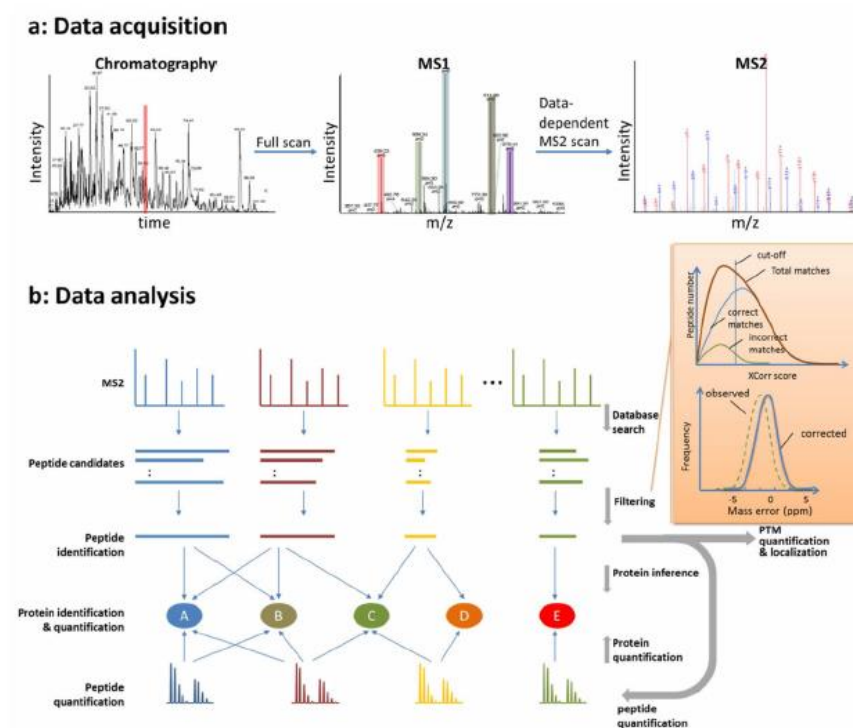 a: Data acquisition
Chromatography
MS1
MS2
Intensity
time
Full scan
Intensity
m/z
Data-
dependent
MS2 scan
Intensity
m/z
b: Data analysis
cut-off
Total matches
Peptide number
correct
matches
incorrect
matches
XCorr score
observed
corrected
Frequency
-5
0
5
Mass error (ppm)
MS2
Database
search
Peptide candidates
Filtering
Peptide
identification
PTM
quantification
& localization
Protein inference
Protein identification
& quantification
A
B
C
D
E
Protein
quantification
Peptide
quantification
peptide
quantification